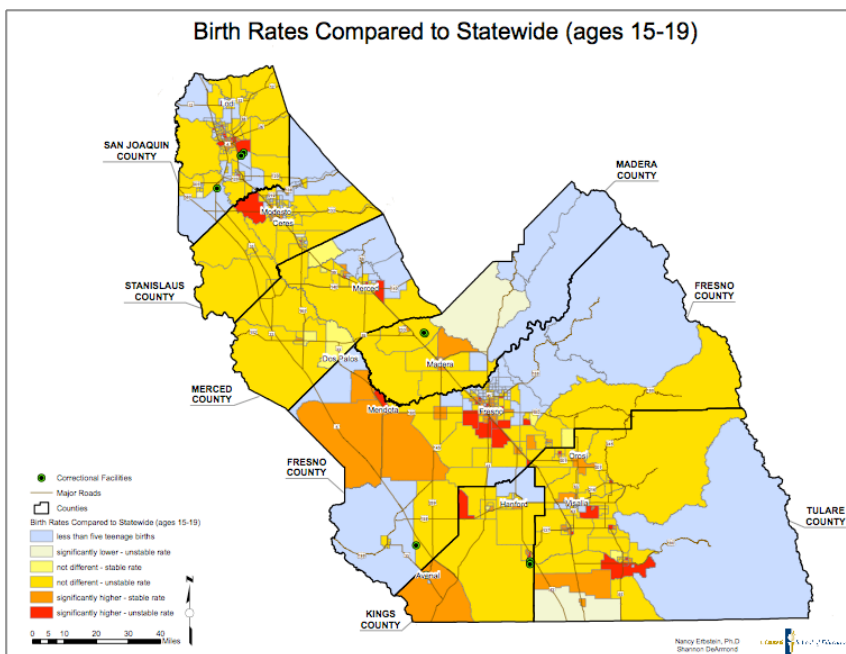 Birth Rates Compared to Statewide (ages 15-19)
SAN JOAQUIN
COUNTY
MADERA
COUNTY
STANISLAUS
COUNTY
FRESNO
COUNTY
MERCED
COUNTY
FRESNO
COUNTY
TULARE
COUNTY
KINGS
COUNTY
Lodi
Modesto
Ceres
Merced
Dos Palos
Madera
Mendota
Fresno
Orosi
Hanford
Visalia
Avenal
Correctional Facilities
Major Roads
Counties
Birth Rates Compared to Statewide (ages 15-19)
less than five teenage births
significantly lower - unstable rate
not different - stable rate
not different - unstable rate
significantly higher - stable rate
significantly higher - unstable rate
N
0 5 10 20 30 40
Miles
Nancy Erbstein, Ph.D
Shannon DeArmond